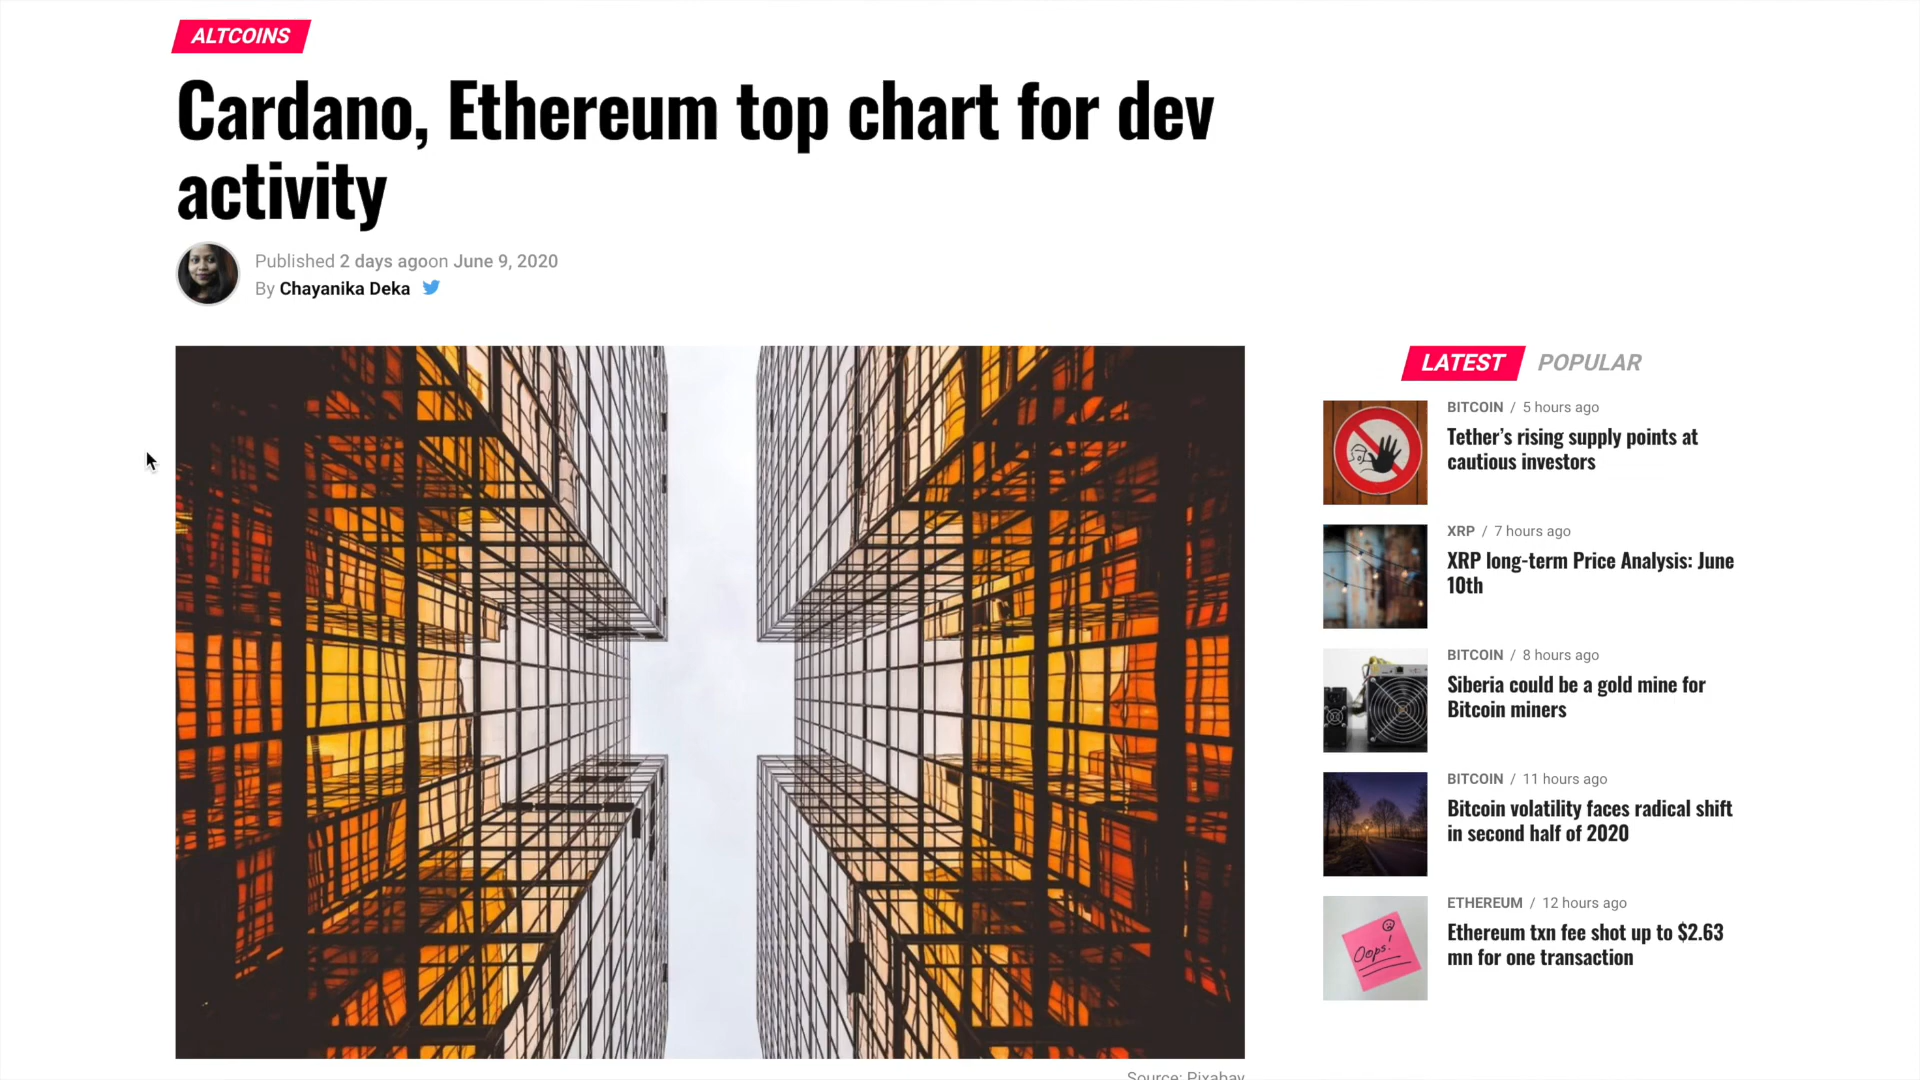 ALTCOINS
Cardano, Ethereum top chart for dev
activity
Published 2 days agoon June 9, 2020
By Chayanika Deka
LATEST POPULAR
BITCOIN / 5 hours ago
Tether's rising supply points at
cautious investors
XRP / 7 hours ago
XRP long-term Price Analysis: June
10th
BITCOIN / 8 hours ago
Siberia could be a gold mine for
Bitcoin miners
BITCOIN / 11 hours ago
Bitcoin volatility faces radical shift
in second half of 2020
ETHEREUM / 12 hours ago
Oops!
Ethereum txn fee shot up to $2.63
mn for one transaction
Source: Pixabay